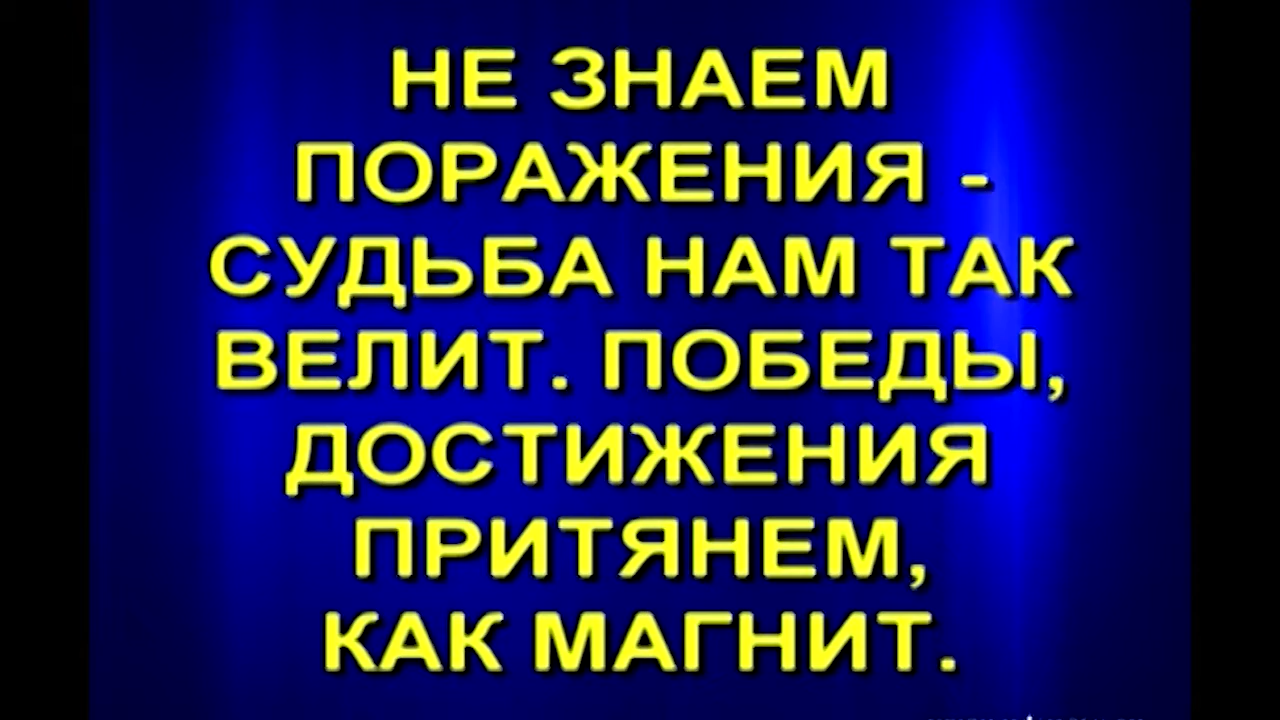 НЕ ЗНАЕМ
ПОРАЖЕНИЯ -
СУДЬБА НАМ ТАК
ВЕЛИТ. ПОБЕДЫ,
ДОСТИЖЕНИЯ
ПРИТЯНЕМ,
КАК МАГНИТ.